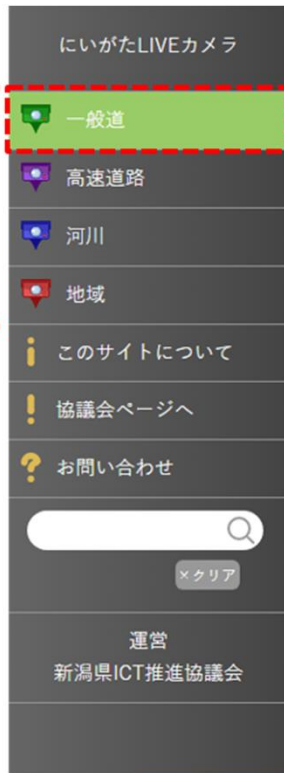 にいがたLIVEカメラ
一般道
高速道路
河川
地域
このサイトについて
協議会ページへ
お問い合わせ
×クリア
運営
新潟県ICT推進協議会